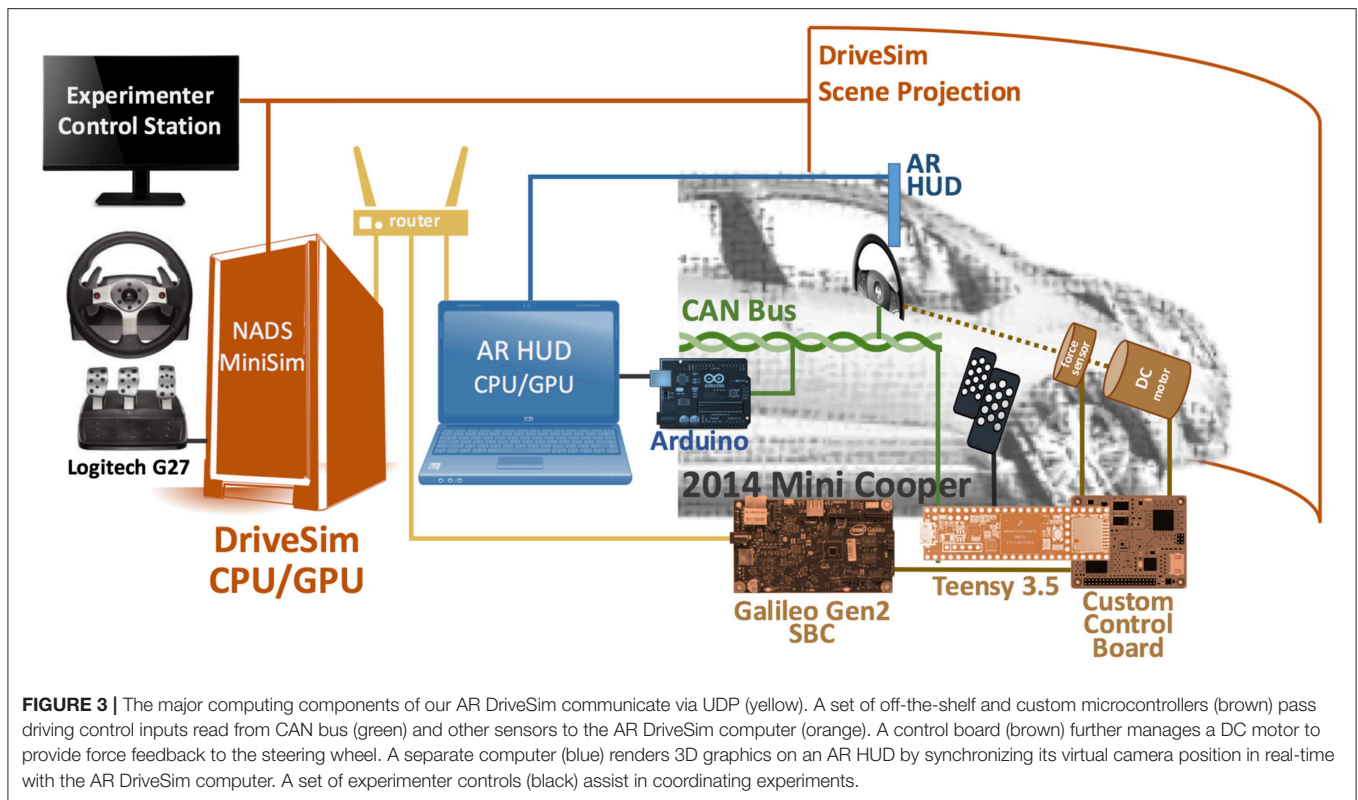 Experimenter
Control Station
DriveSim
Scene Projection
AR
HUD
router
NADS
MiniSim
AR HUD
CPU/GPU
CAN Bus
force
sensor
DC
motor
ARDUINO
Arduino
Logitech G27
2014 Mini Cooper
DriveSim
CPU/GPU
Galileo Gen2
SBC
Teensy 3.5
Custom
Control
Board
FIGURE 3 | The major computing components of our AR DriveSim communicate via UDP (yellow). A set of off-the-shelf and custom microcontrollers (brown) pass
driving control inputs read from CAN bus (green) and other sensors to the AR DriveSim computer (orange). A control board (brown) further manages a DC motor to
provide force feedback to the steering wheel. A separate computer (blue) renders 3D graphics on an AR HUD by synchronizing its virtual camera position in real-time
with the AR DriveSim computer. A set of experimenter controls (black) assist in coordinating experiments.